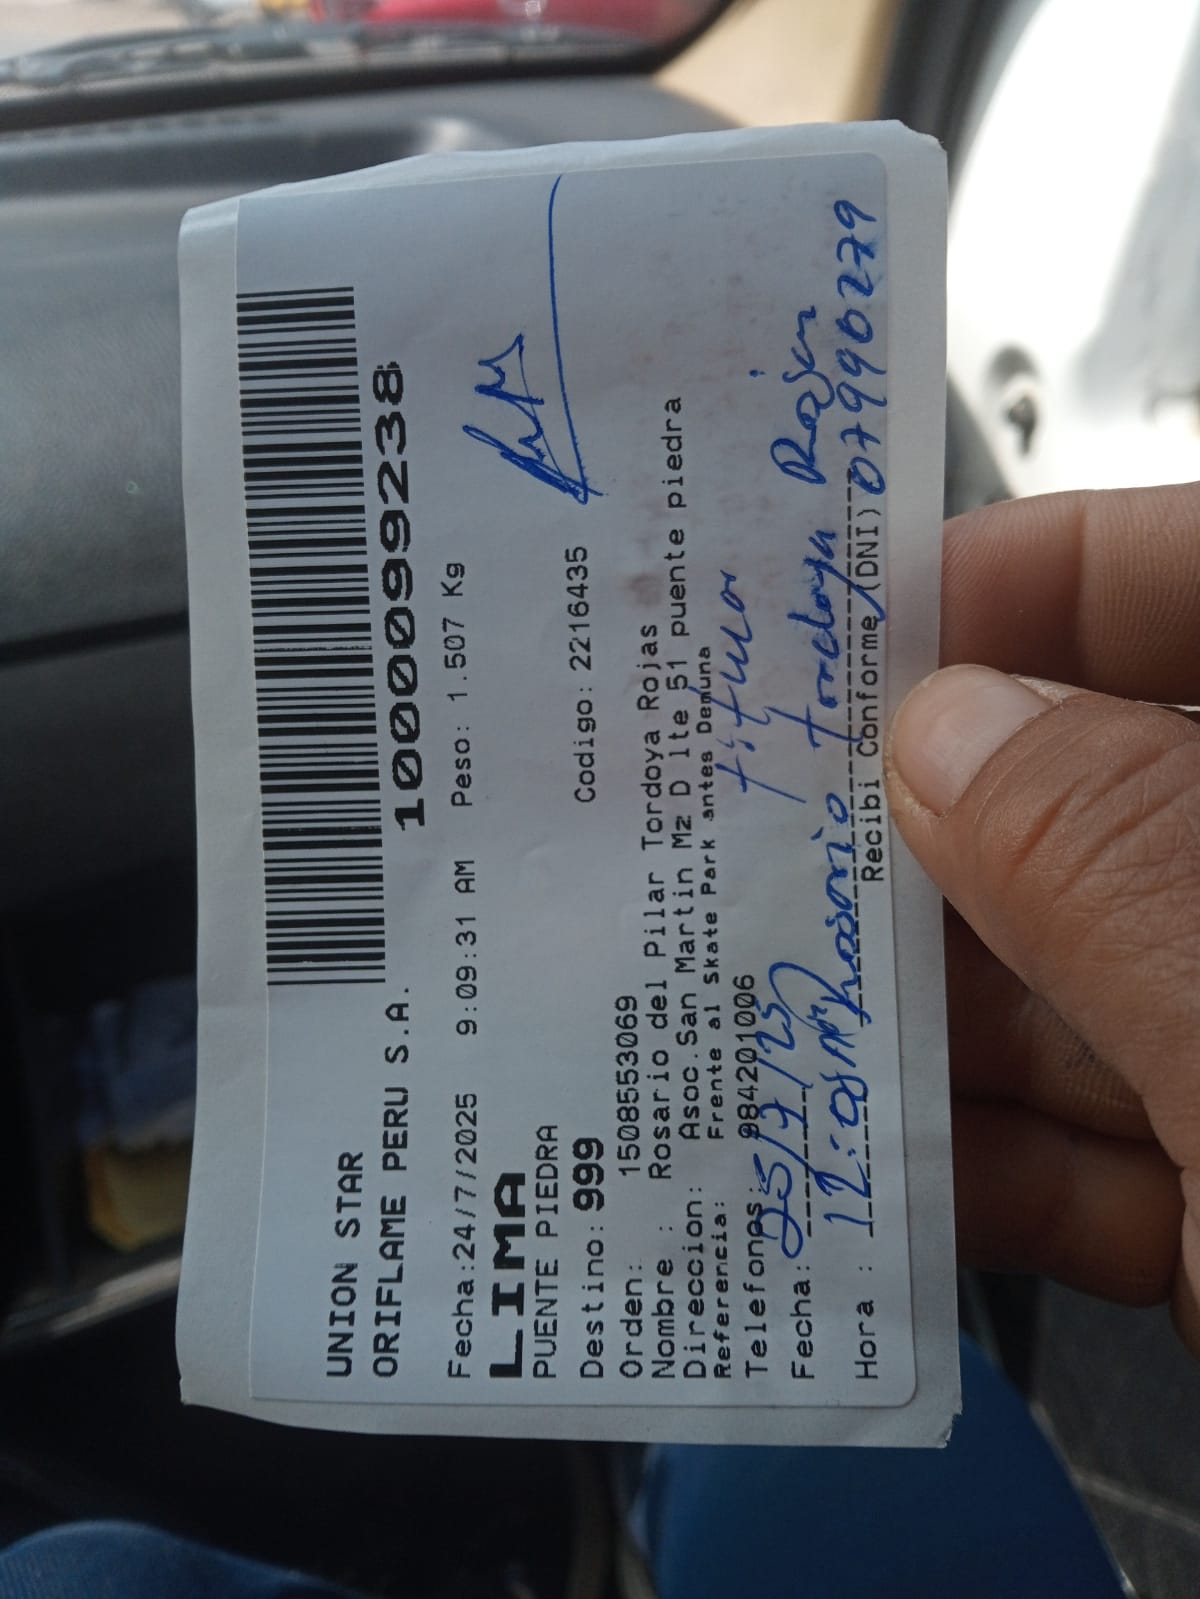 UNION STAR
ORIFLAME PERU S.A. 1000099238
Fecha:24/7/2025 9:09:31 AM Peso: 1.507 Kg
LIMA
PUENTE PIEDRA
Destino: 999 Codigo: 2216435
Orden: 1508553069
Nombre : Rosario del Pilar Tordoya Rojas
Direccion: Asoc.San Martin Mz D lte 51 puente piedra
Referencia: Frente al Skate Park antes Demuna
Telefonos: 984201006 titular
Fecha: 25/7/25
Hora : 12:08 Rosario Tordoya Rojas
Recibi Conforme (DNI) 07990279